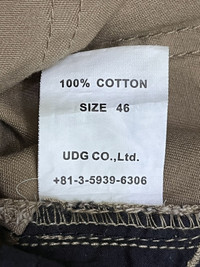 100% COTTON
SIZE 46
UDG CO.,Ltd.
+81-3-5939-6306